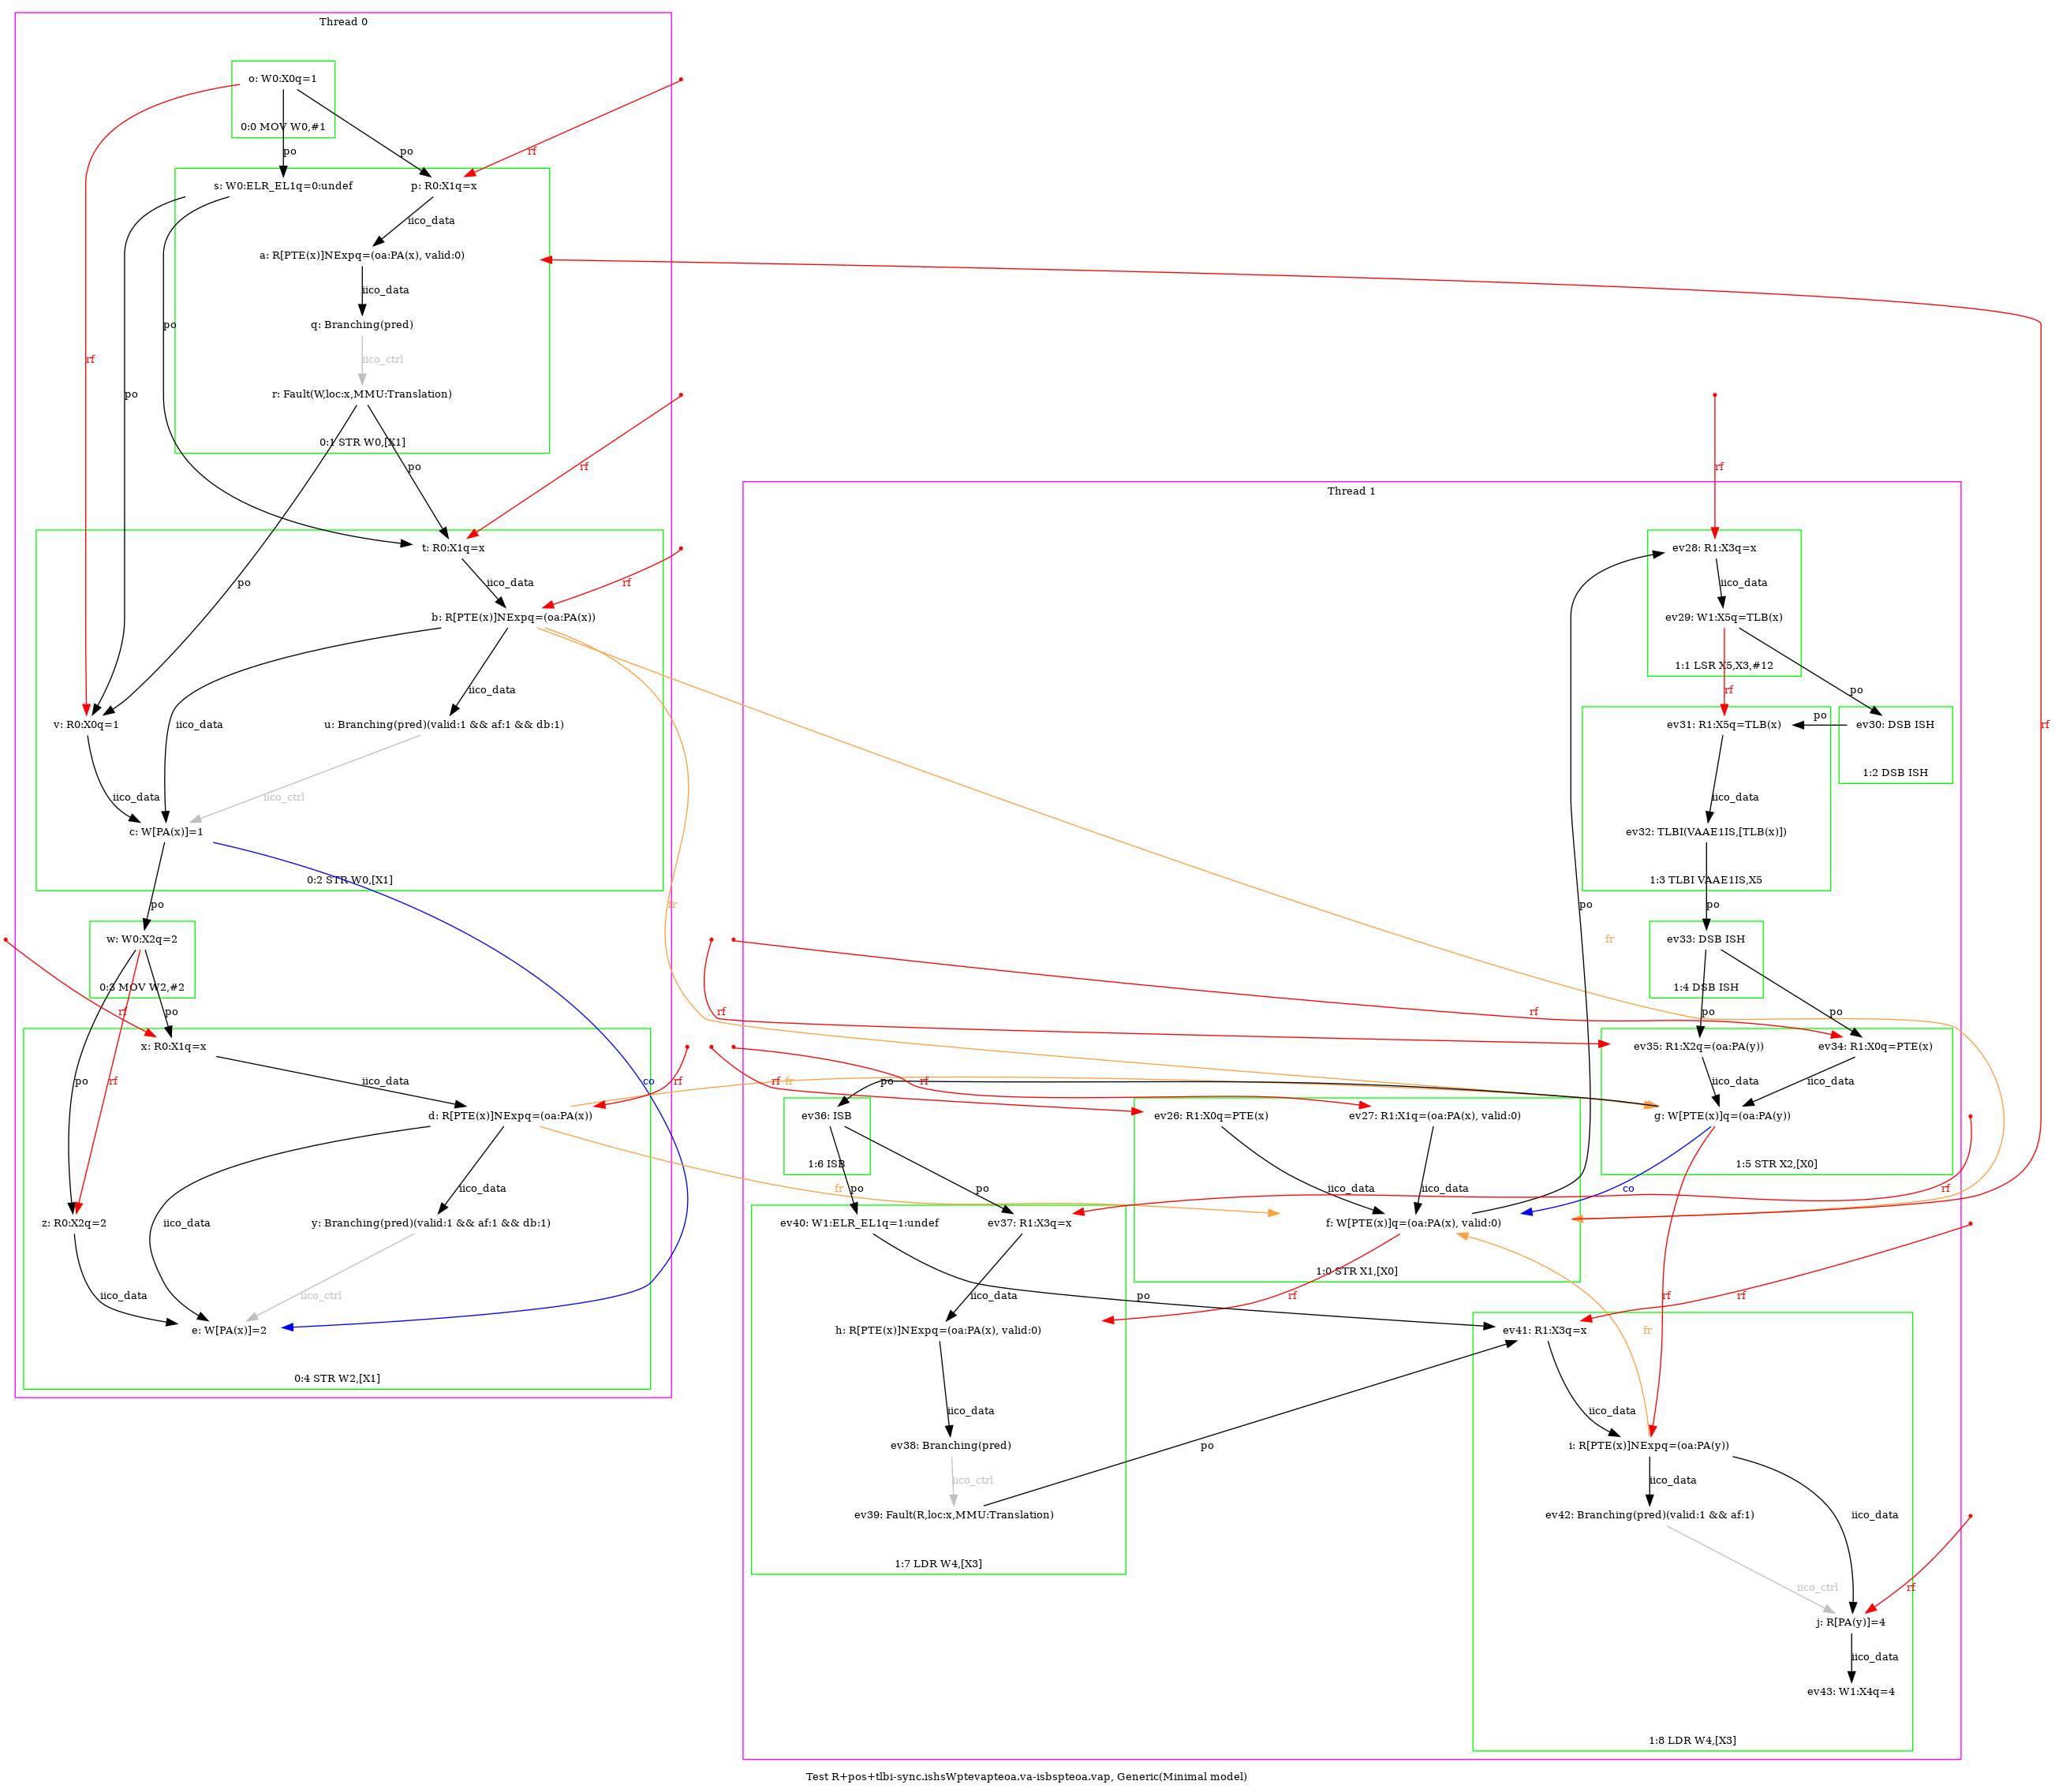 Thread 0
o: W0:X0q=1
0:0 MOV W0,#1
po
po
rf
s: W0:ELR_EL1q=0:undef
p: R0:X1q=x
iico_data
a: R[PTE(x)]NExpq=(oa:PA(x), valid:0)
iico_data
q: Branching(pred)
po
rf
iico_ctrl
po
r: Fault(W,loc:x,MMU:Translation)
0:1 STR W0,[X1]
po
rf
rf
Thread 1
t: R0:X1q=x
ev28: R1:X3q=x
po
iico_data
rf
iico_data
b: R[PTE(x)]NExpq=(oa:PA(x))
ev29: W1:X5q=TLB(x)
1:1 LSR X5,X3,#12
iico_data
rf
po
v: R0:X0q=1
iico_data
u: Branching(pred)(valid:1 && af:1 && db:1)
ev31: R1:X5q=TLB(x)
po
ev30: DSB ISH
rf
1:2 DSB ISH
iico_data
iico_ctrl
iico_data
c: W[PA(x)]=1
ev32: TLBI(VAAE1IS,[TLB(x)])
0:2 STR W0,[X1]
1:3 TLBI VAAE1IS,X5
po
fr
po
po
w: W0:X2q=2
fr
ev33: DSB ISH
0:3 MOV W2,#2
1:4 DSB ISH
rf
po
rf
rf
po
po
x: R0:X1q=x
ev35: R1:X2q=(oa:PA(y))
ev34: R1:X0q=PTE(x)
po
rf
iico_data
co
rf
fr
rf
po
rf
iico_data
iico_data
d: R[PTE(x)]NExpq=(oa:PA(x))
ev36: ISB
ev26: R1:X0q=PTE(x)
ev27: R1:X1q=(oa:PA(x), valid:0)
g: W[PTE(x)]q=(oa:PA(y))
1:6 ISB
1:5 STR X2,[X0]
iico_data
fr
po
po
iico_data
iico_data
co
rf
z: R0:X2q=2
iico_data
y: Branching(pred)(valid:1 && af:1 && db:1)
ev40: W1:ELR_EL1q=1:undef
ev37: R1:X3q=x
f: W[PTE(x)]q=(oa:PA(x), valid:0)
1:0 STR X1,[X0]
iico_data
iico_ctrl
iico_data
po
rf
rf
rf
e: W[PA(x)]=2
h: R[PTE(x)]NExpq=(oa:PA(x), valid:0)
ev41: R1:X3q=x
fr
0:4 STR W2,[X1]
iico_data
iico_data
ev38: Branching(pred)
po
i: R[PTE(x)]NExpq=(oa:PA(y))
iico_ctrl
iico_data
ev39: Fault(R,loc:x,MMU:Translation)
ev42: Branching(pred)(valid:1 && af:1)
iico_data
1:7 LDR W4,[X3]
iico_ctrl
rf
j: R[PA(y)]=4
iico_data
ev43: W1:X4q=4
1:8 LDR W4,[X3]
Test R+pos+tlbi-sync.ishsWptevapteoa.va-isbspteoa.vap, Generic(Minimal model)